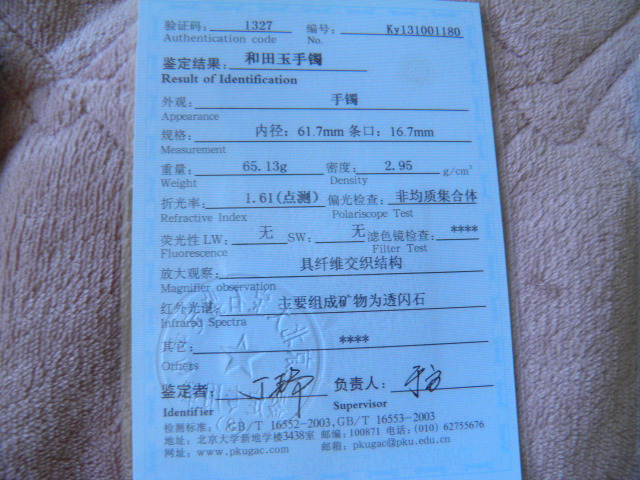 验证码: 1327 编号: Ky131001180
Authentication code No.
鉴定结果: 和田玉手镯
Result of Identification
外观: 手镯
Appearance
规格: 内径：61.7mm 条口：16.7mm
Measurement
重量: 65.13g 密度: 2.95 g/cm³
Weight Density
折光率: 1.61(点测) 偏光检查: 非均质集合体
Refractive Index Polariscope Test
荧光性 LW: 无 SW: 无 滤色镜检查: ****
Fluorescence Filter Test
放大观察: 具纤维交织结构
Magnifier observation
红外光谱: 主要组成矿物为透闪石
Infrared Spectra
其它: ****
Others
鉴定者: 负责人:
Identifier Supervisor
检测标准: GB/T 16552-2003, GB/T 16553-2003
地址: 北京大学新地学楼3438室 邮编: 100871 电话: (010) 62755676
网址: www.pkugac.com 邮箱: pkugac@pku.edu.cn